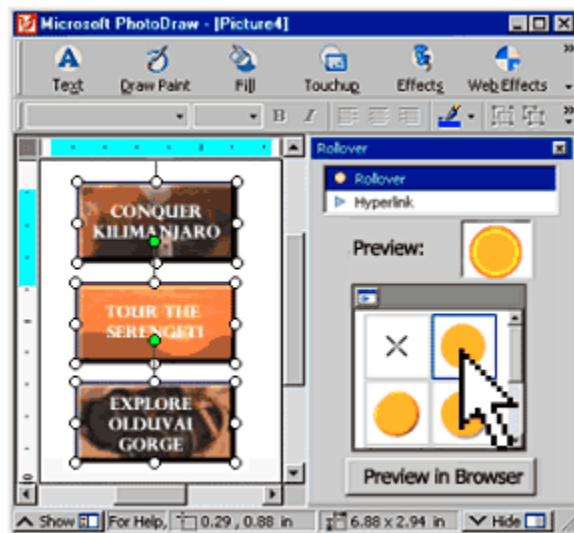 Microsoft PhotoDraw - [Picture4]
Text Draw Paint Fill Touchup Effects Web Effects
B I
Rollover
Rollover
Hyperlink
Preview:
CONQUER
KILIMANJARO
TOUR THE
SERENGETI
EXPLORE
OLDUVAI
GORGE
Preview in Browser
Show For Help, 0.29, 0.88 in 6.88 x 2.94 in Hide